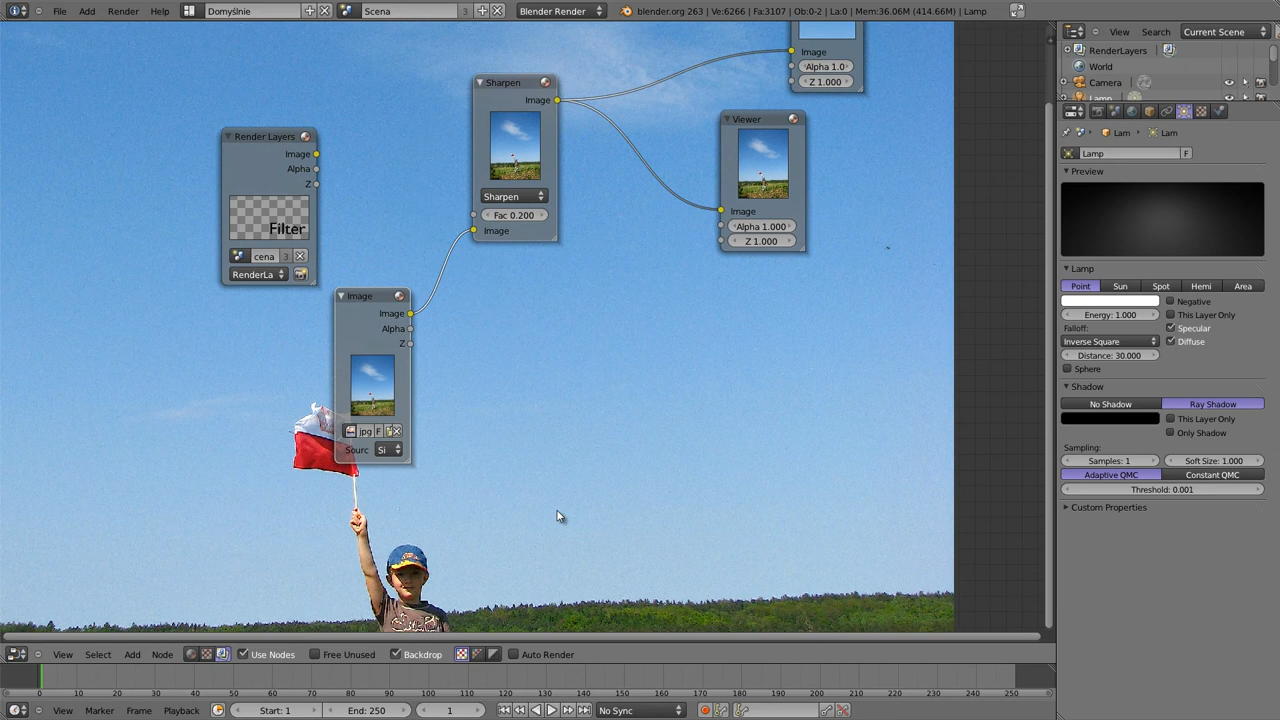 File Add Render Help Domyślnie Scena 3 Blender Render blender.org 263 | Ve:6266 | Fa:3107 | Ob:0-2 | La:0 | Mem:36.06M (414.66M) | Lamp
View Search Current Scene
RenderLayers
World
Camera
Lamp
Lam Lam
Lamp F
Preview
Lamp
Point Sun Spot Hemi Area
Negative
Energy: 1.000 This Layer Only
Falloff: Specular
Inverse Square Diffuse
Distance: 30.000
Sphere
Shadow
No Shadow Ray Shadow
This Layer Only
Only Shadow
Sampling:
Samples: 1 Soft Size: 1.000
Adaptive QMC Constant QMC
Threshold: 0.001
Custom Properties
Image
Alpha 1.0
Z 1.000
Sharpen
Image
Sharpen
Fac 0.200
Image
Viewer
Image
Alpha 1.000
Z 1.000
Render Layers
Image
Alpha
Z
Filter
cena 3
RenderLa
Image
Image
Alpha
Z
jpg F
Sourc Si
View Select Add Node Use Nodes Free Unused Backdrop Auto Render
0 10 20 30 40 50 60 70 80 90 100 110 120 130 140 150 160 170 180 190 200 210 220 230 240 250
View Marker Frame Playback Start: 1 End: 250 1 No Sync